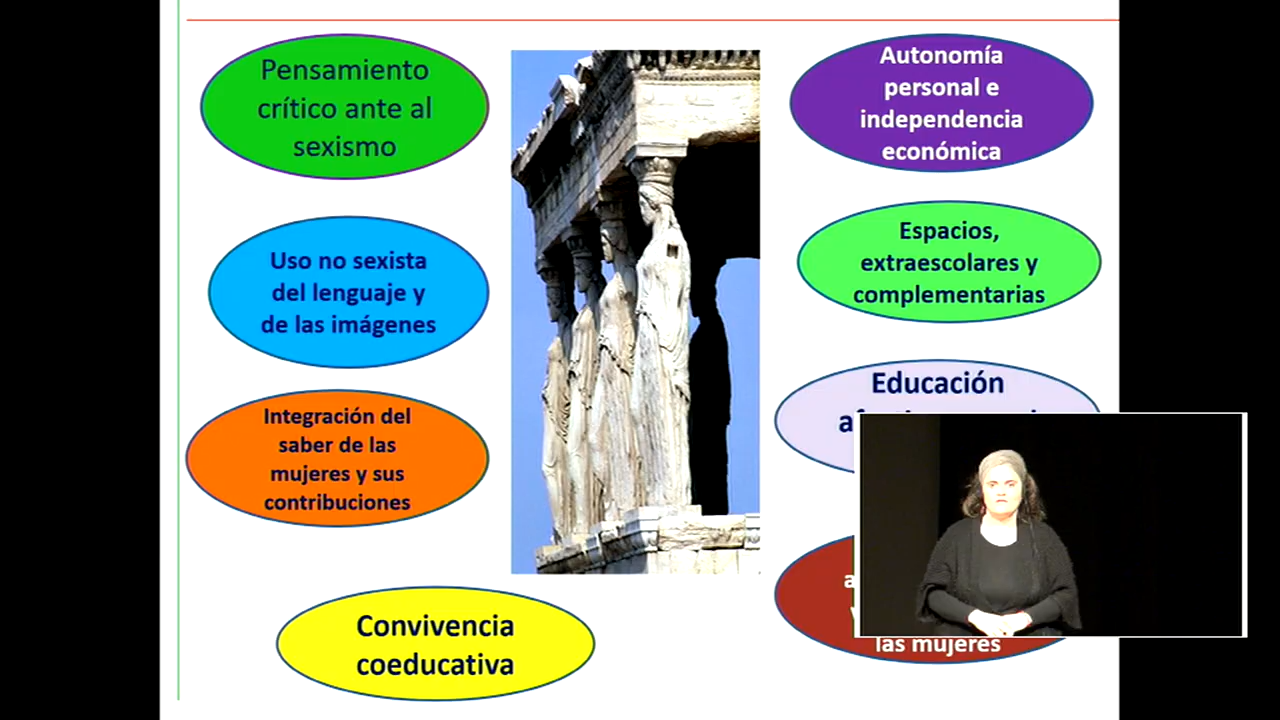 Pensamiento
crítico ante al
sexismo
Uso no sexista
del lenguaje y
de las imágenes
Integración del
saber de las
mujeres y sus
contribuciones
Convivencia
coeducativa
Autonomía
personal e
independencia
económica
Espacios,
extraescolares y
complementarias
Educación
las mujeres